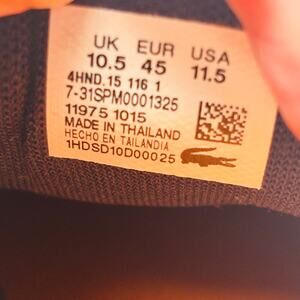 UK EUR USA
10.5 45 11.5
4HND.15 116 1
7-31SPM0001325
11975 1015
MADE IN THAILAND
HECHO EN TAILANDIA
1HDSD10D00025